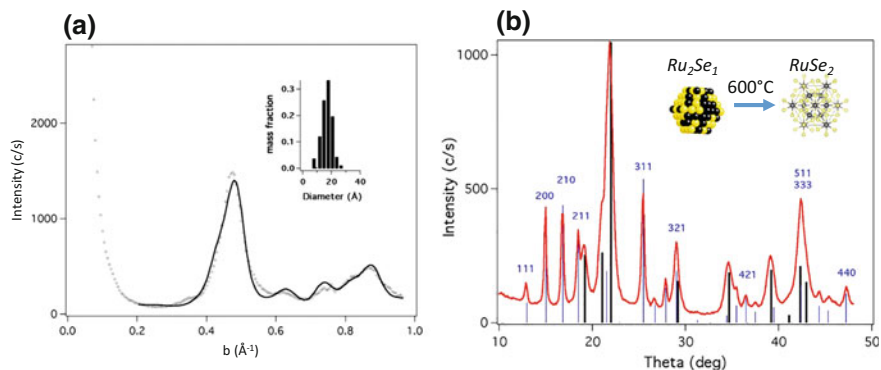 (a)
Intensity (c/s)
2000
1000
0
0.0 0.2 0.4 0.6 0.8 1.0
b (Å⁻¹)
mass fraction
0.3
0.2
0.1
0.0
0 20 40
Diameter (Å)
(b)
Intensity (c/s)
1000
500
0
10 20 30 40 50
Theta (deg)
Ru₂Se₁
600°C
RuSe₂
111
200
210
211
311
321
421
511
333
440